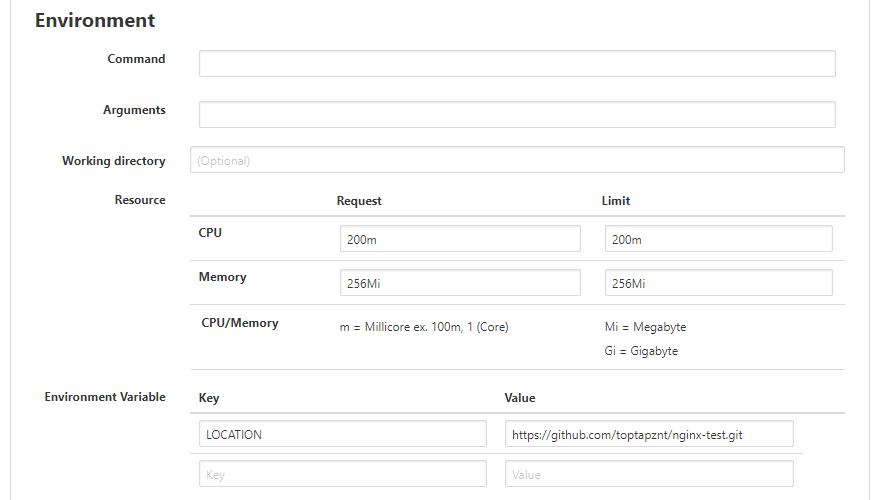 Environment
Command
Arguments
Working directory (Optional)
Resource Request Limit
CPU 200m 200m
Memory 256Mi 256Mi
CPU/Memory m = Millicore ex. 100m, 1 (Core) Mi = Megabyte
Gi = Gigabyte
Environment Variable Key Value
LOCATION https://github.com/toptapznt/nginx-test.git
Key Value